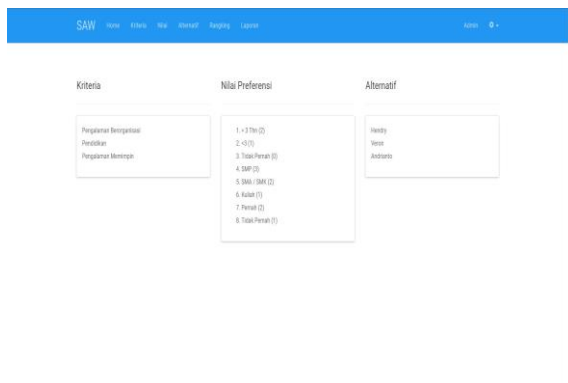 SAW Home Kriteria Nilai Alternatif Rangking Laporan Admin
Kriteria
Pengalaman Berorganisasi
Pendidikan
Pengalaman Memimpin
Nilai Preferensi
1. > 3 Thn (2)
2. <3 (1)
3. Tidak Pernah (0)
4. SMP (3)
5. SMA / SMK (2)
6. Kuliah (1)
7. Pernah (2)
8. Tidak Pernah (1)
Alternatif
Hendry
Veron
Andrianto